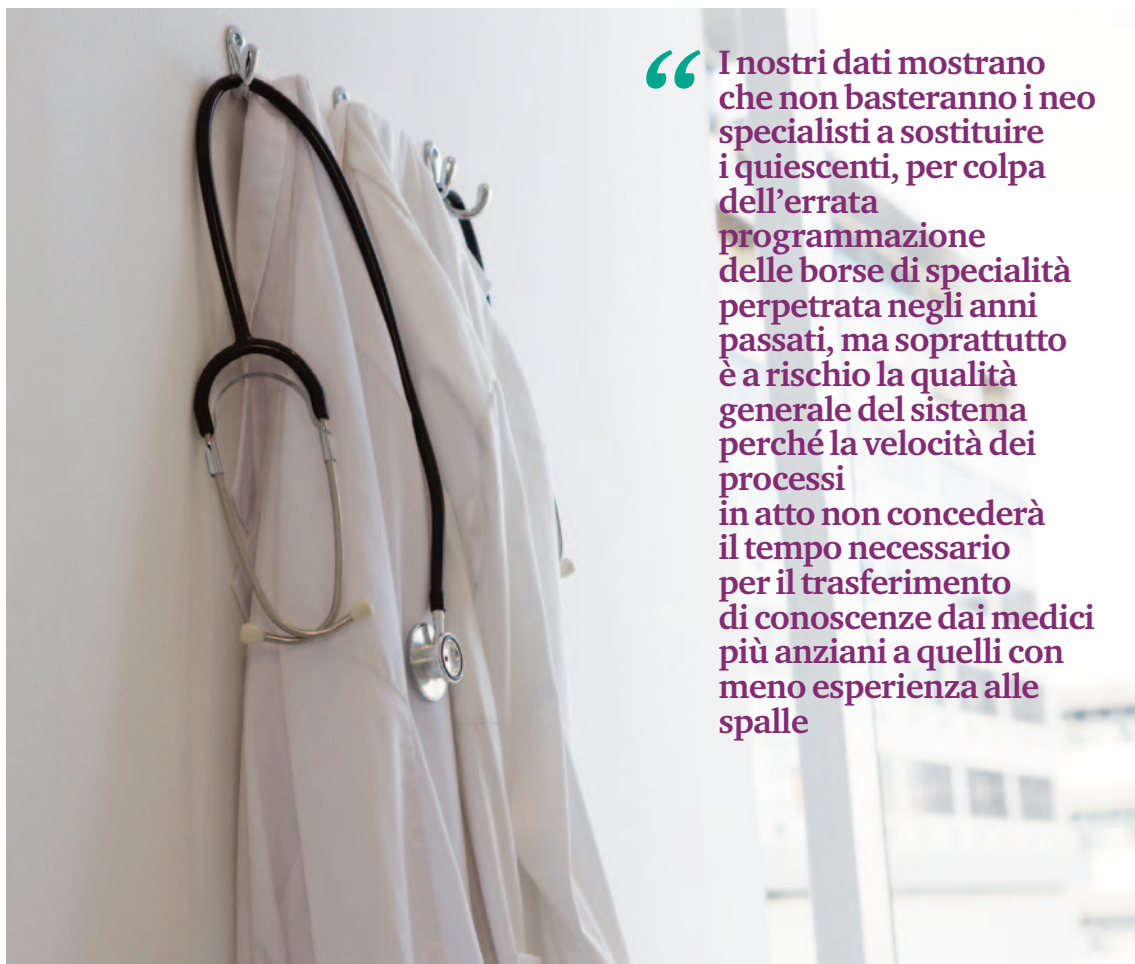 “ I nostri dati mostrano
che non basteranno i neo
specialisti a sostituire
i quiescenti, per colpa
dell’errata
programmazione
delle borse di specialità
perpetrata negli anni
passati, ma soprattutto
è a rischio la qualità
generale del sistema
perché la velocità dei
processi
in atto non concederà
il tempo necessario
per il trasferimento
di conoscenze dai medici
più anziani a quelli con
meno esperienza alle
spalle